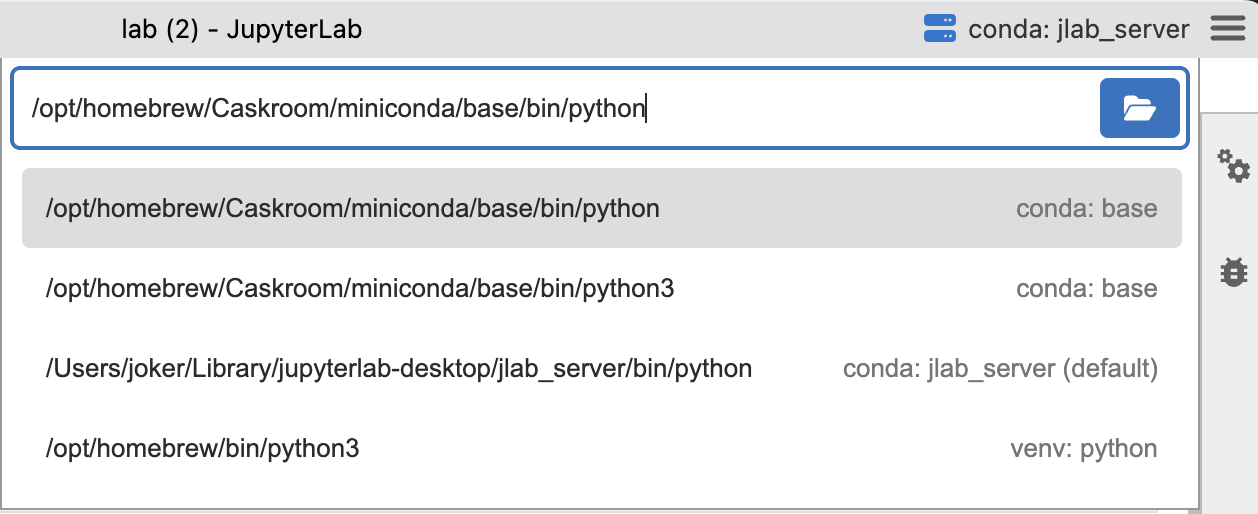 lab (2) - JupyterLab conda: jlab_server
/opt/homebrew/Caskroom/miniconda/base/bin/python
/opt/homebrew/Caskroom/miniconda/base/bin/python conda: base
/opt/homebrew/Caskroom/miniconda/base/bin/python3 conda: base
/Users/joker/Library/jupyterlab-desktop/jlab_server/bin/python conda: jlab_server (default)
/opt/homebrew/bin/python3 venv: python